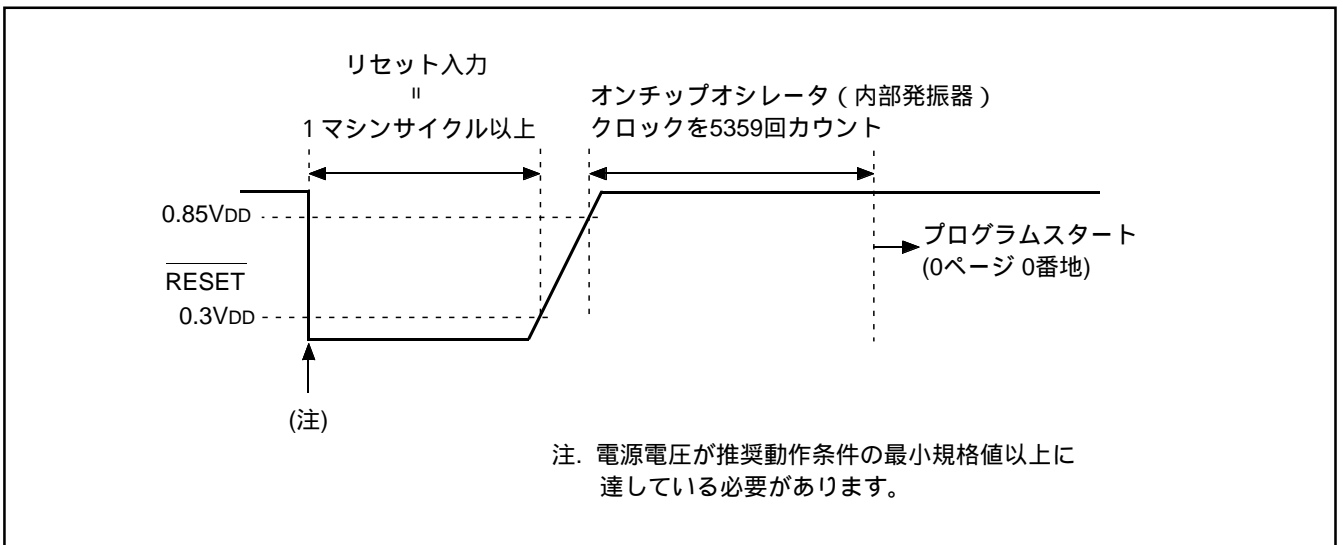 リセット入力
=
1 マシンサイクル以上
オンチップオシレータ ( 内部発振器 )
クロックを5359回カウント
0.85VDD
RESET
0.3VDD
プログラムスタート
(0ページ 0番地)
(注)
注. 電源電圧が推奨動作条件の最小規格値以上に
達している必要があります。